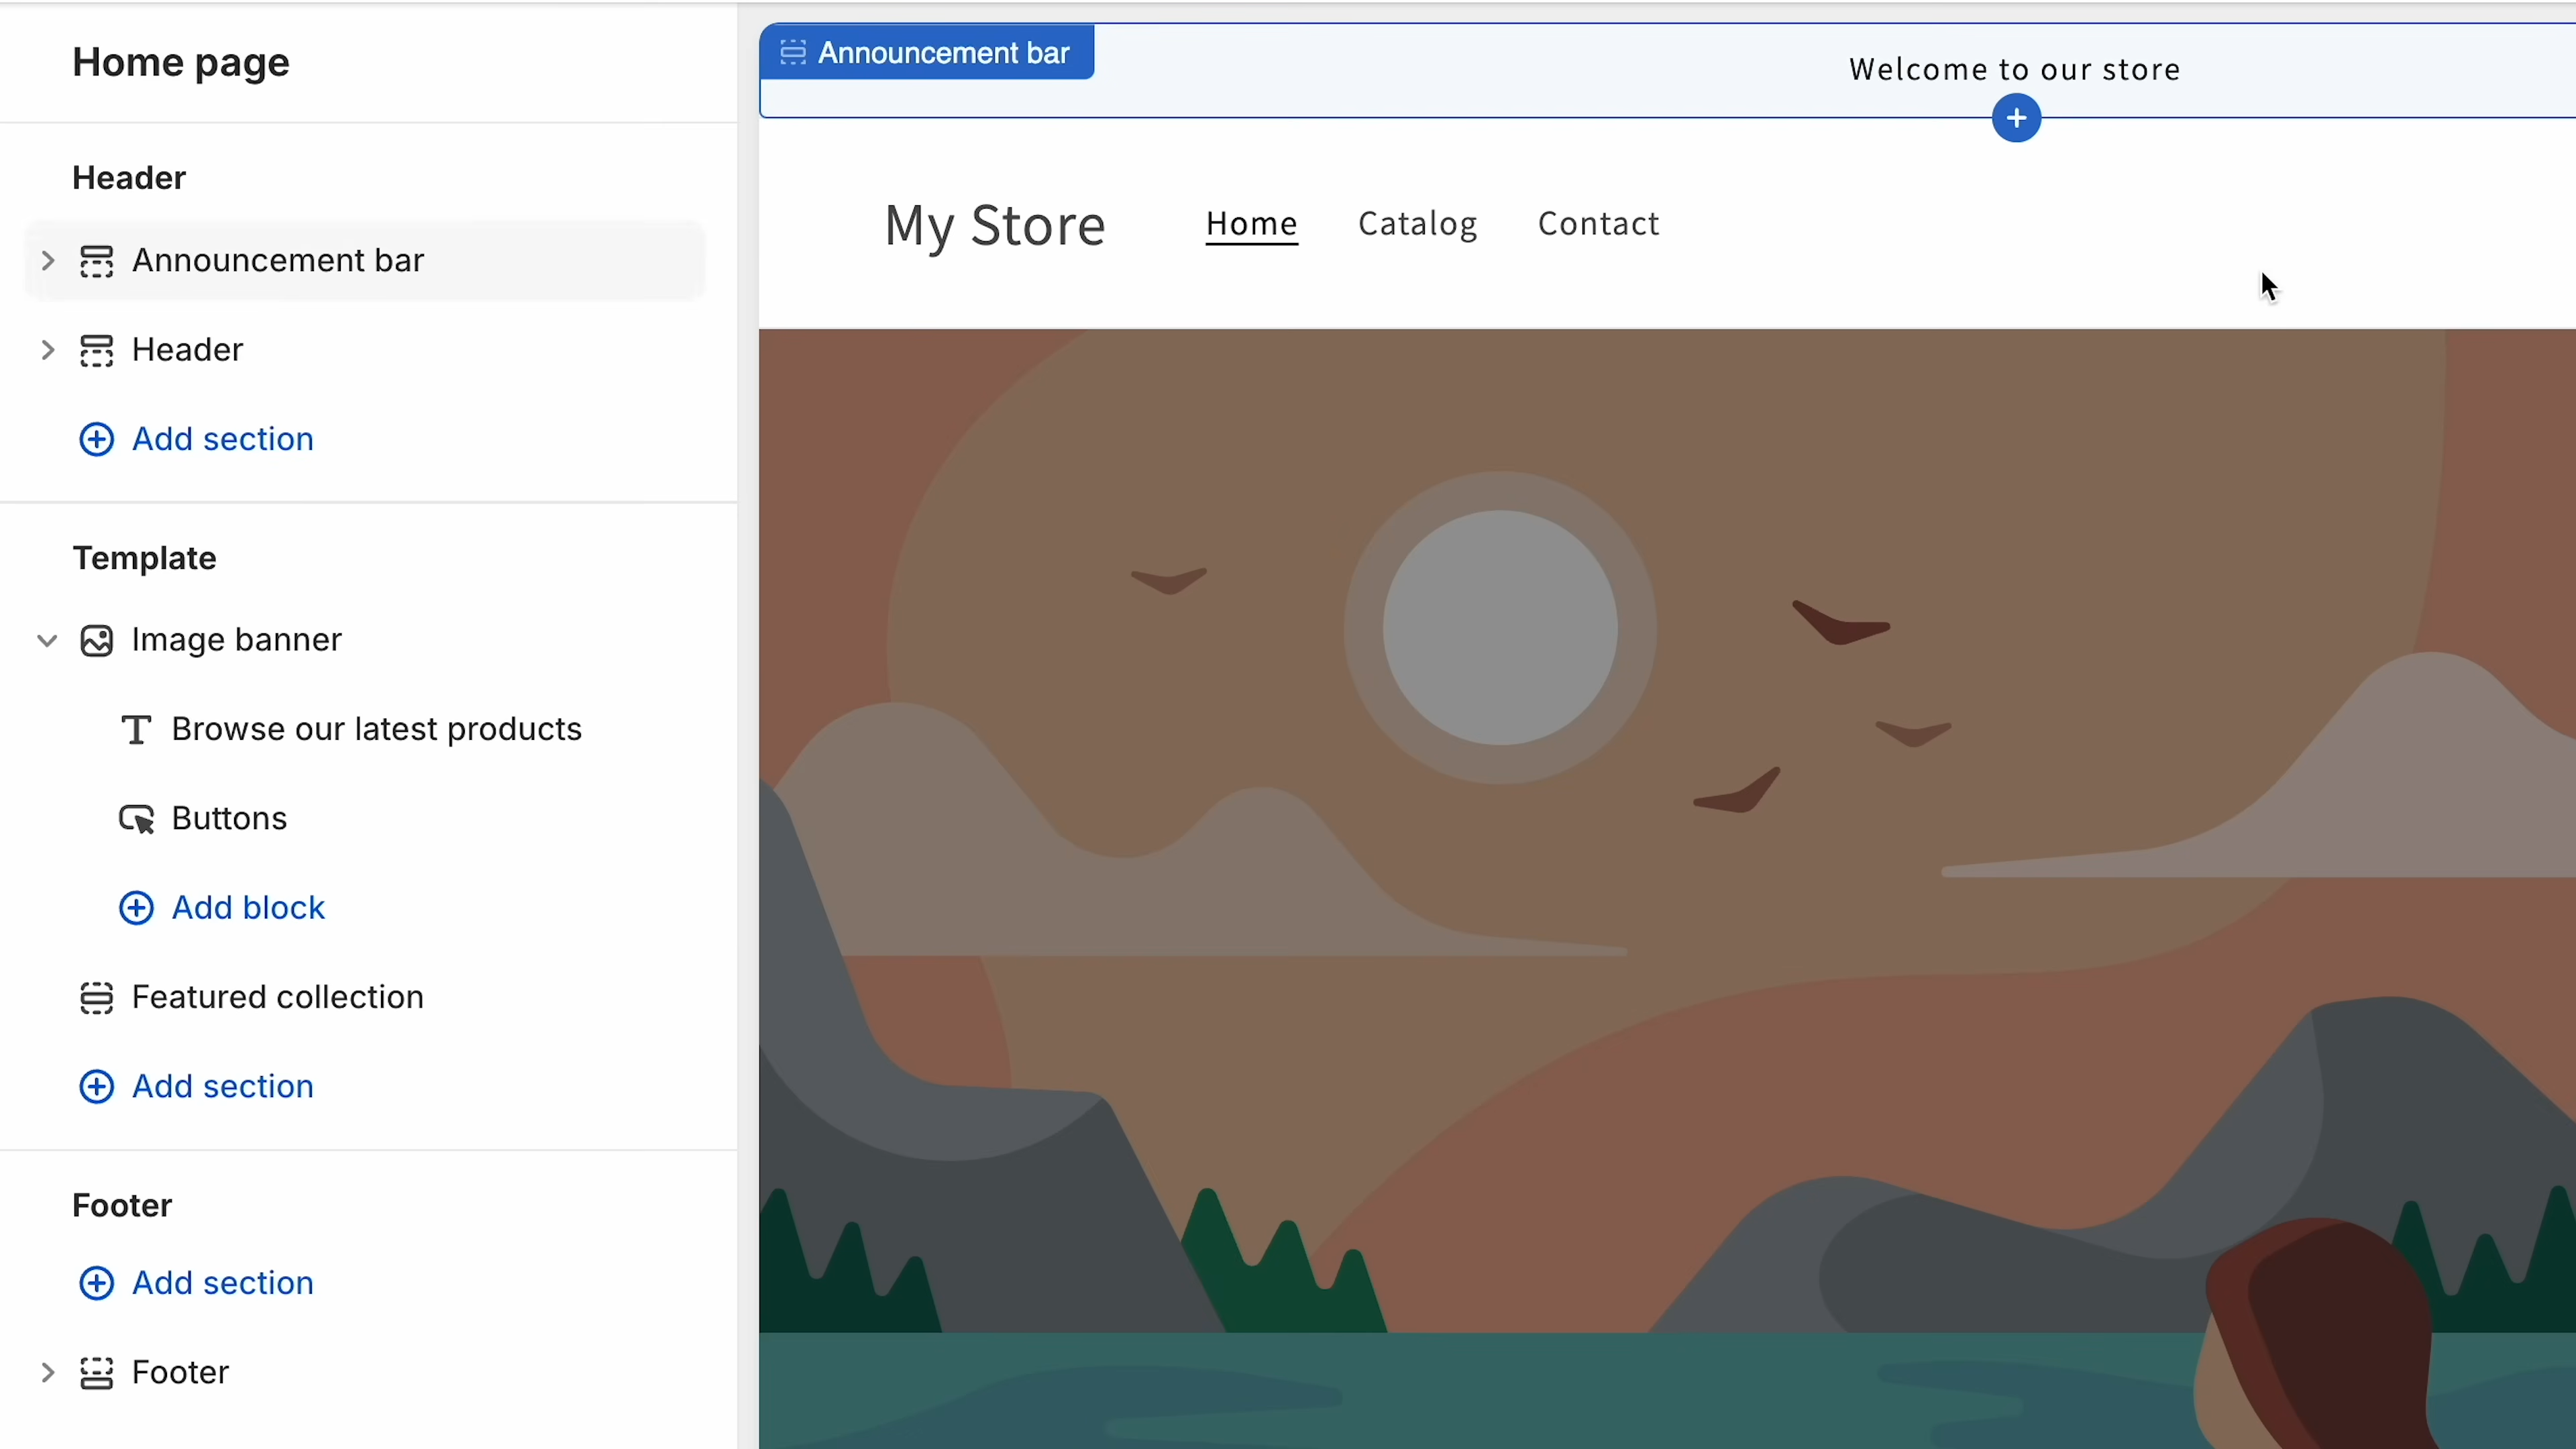 Home page
Header
Announcement bar
Header
Add section
Template
Image banner
Browse our latest products
Buttons
Add block
Featured collection
Add section
Footer
Add section
Footer
Announcement bar
Welcome to our store
My Store
Home
Catalog
Contact